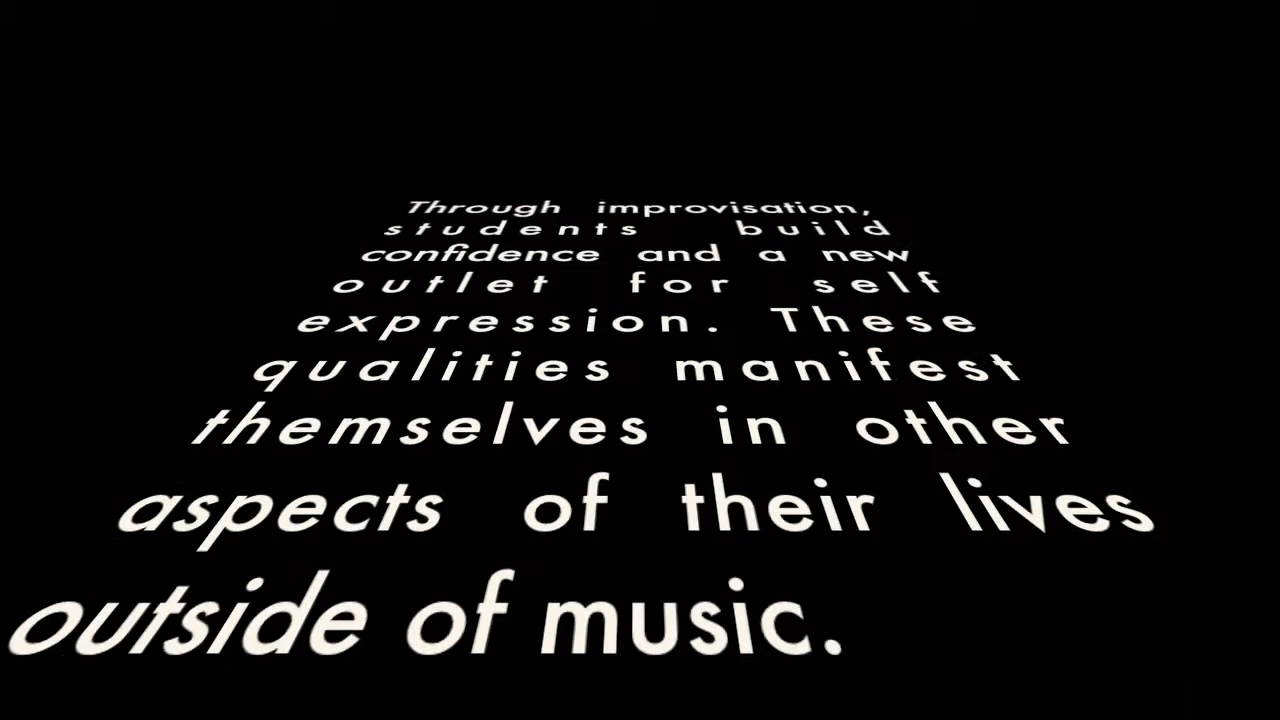 Through improvisation,
students build
confidence and a new
outlet for self
expression. These
qualities manifest
themselves in other
aspects of their lives
outside of music.